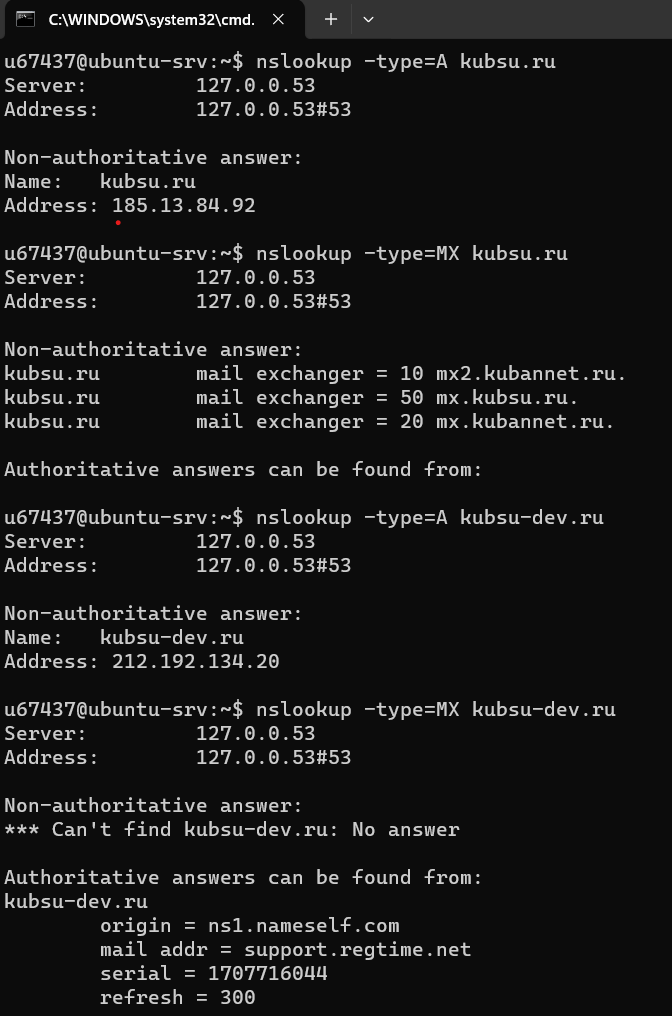 C:\WINDOWS\system32\cmd.
u67437@ubuntu-srv:~$ nslookup -type=A kubsu.ru
Server:         127.0.0.53
Address:        127.0.0.53#53
Non-authoritative answer:
Name:   kubsu.ru
Address: 185.13.84.92
u67437@ubuntu-srv:~$ nslookup -type=MX kubsu.ru
Server:         127.0.0.53
Address:        127.0.0.53#53
Non-authoritative answer:
kubsu.ru        mail exchanger = 10 mx2.kubannet.ru.
kubsu.ru        mail exchanger = 50 mx.kubsu.ru.
kubsu.ru        mail exchanger = 20 mx.kubannet.ru.
Authoritative answers can be found from:
u67437@ubuntu-srv:~$ nslookup -type=A kubsu-dev.ru
Server:         127.0.0.53
Address:        127.0.0.53#53
Non-authoritative answer:
Name:   kubsu-dev.ru
Address: 212.192.134.20
u67437@ubuntu-srv:~$ nslookup -type=MX kubsu-dev.ru
Server:         127.0.0.53
Address:        127.0.0.53#53
Non-authoritative answer:
*** Can't find kubsu-dev.ru: No answer
Authoritative answers can be found from:
kubsu-dev.ru
        origin = ns1.nameself.com
        mail addr = support.regtime.net
        serial = 1707716044
        refresh = 300